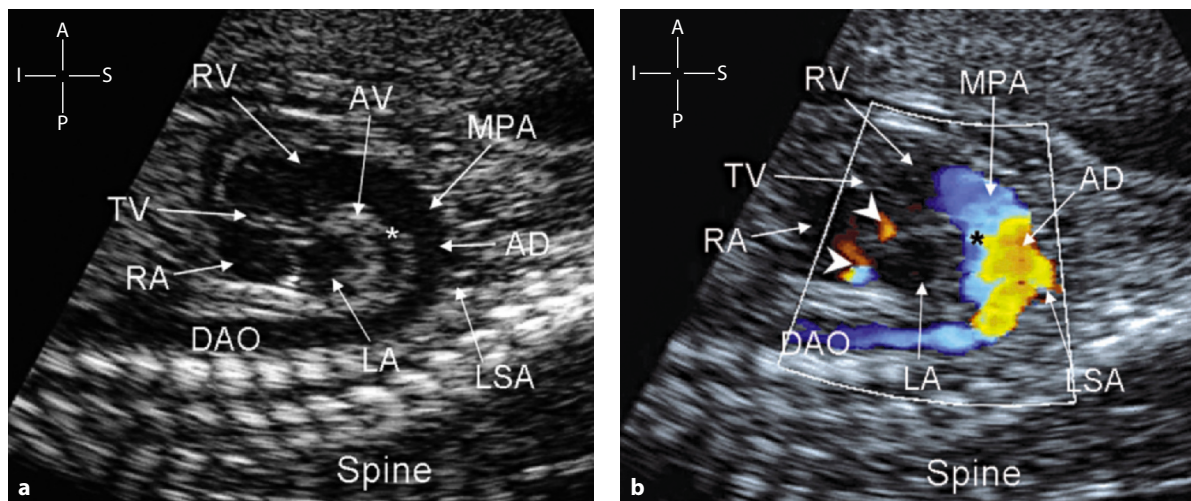 A
I S
P
RV
AV
MPA
TV
*
AD
RA
DAO
LA
LSA
Spine
a
A
I S
P
RV
MPA
TV
AD
RA
*
DAO
LA
LSA
Spine
b